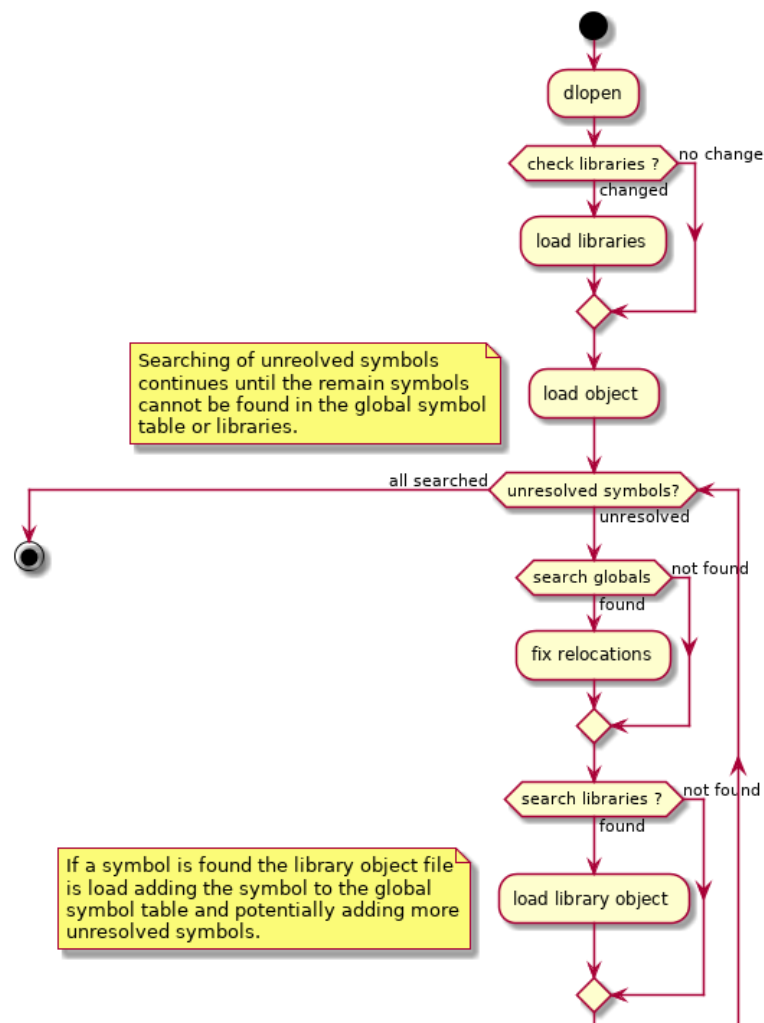 dlopen
check libraries ?
no change
changed
load libraries
Searching of unreolved symbols
continues until the remain symbols
cannot be found in the global symbol
table or libraries.
load object
all searched
unresolved symbols?
unresolved
search globals
not found
found
fix relocations
search libraries ?
not found
found
If a symbol is found the library object file
is load adding the symbol to the global
symbol table and potentially adding more
unresolved symbols.
load library object